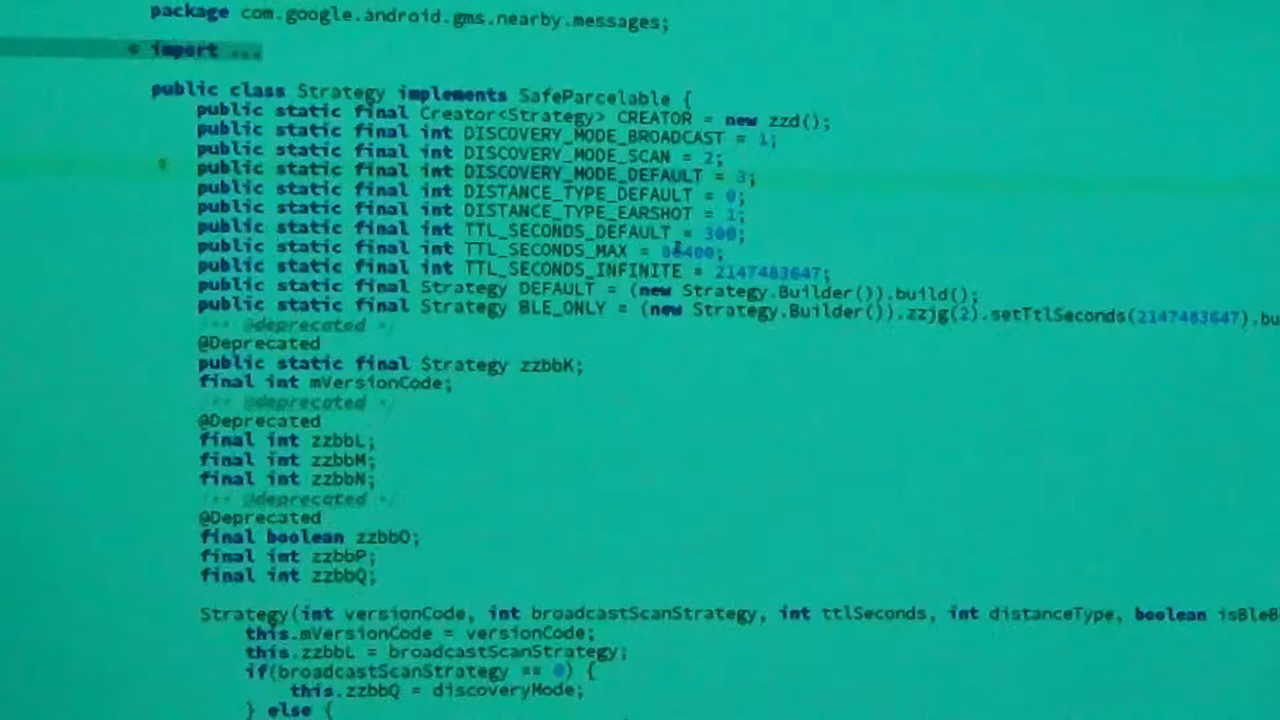 package com.google.android.gms.nearby.messages;
import ...
public class Strategy implements SafeParcelable {
public static final Creator<Strategy> CREATOR = new zzd();
public static final int DISCOVERY_MODE_BROADCAST = 1;
public static final int DISCOVERY_MODE_SCAN = 2;
public static final int DISCOVERY_MODE_DEFAULT = 3;
public static final int DISTANCE_TYPE_DEFAULT = 0;
public static final int DISTANCE_TYPE_EARSHOT = 1;
public static final int TTL_SECONDS_DEFAULT = 300;
public static final int TTL_SECONDS_MAX = 86400;
public static final int TTL_SECONDS_INFINITE = 2147483647;
public static final Strategy DEFAULT = (new Strategy.Builder()).build();
public static final Strategy BLE_ONLY = (new Strategy.Builder()).zzjg(2).setTtlSeconds(2147483647).bu
/** @deprecated */
@Deprecated
public static final Strategy zzbbK;
final int mVersionCode;
/** @deprecated */
@Deprecated
final int zzbbL;
final int zzbbM;
final int zzbbN;
/** @deprecated */
@Deprecated
final boolean zzbbO;
final int zzbbP;
final int zzbbQ;
Strategy(int versionCode, int broadcastScanStrategy, int ttlSeconds, int distanceType, boolean isBleB
this.mVersionCode = versionCode;
this.zzbbL = broadcastScanStrategy;
if(broadcastScanStrategy == 0) {
this.zzbbQ = discoveryMode;
} else {